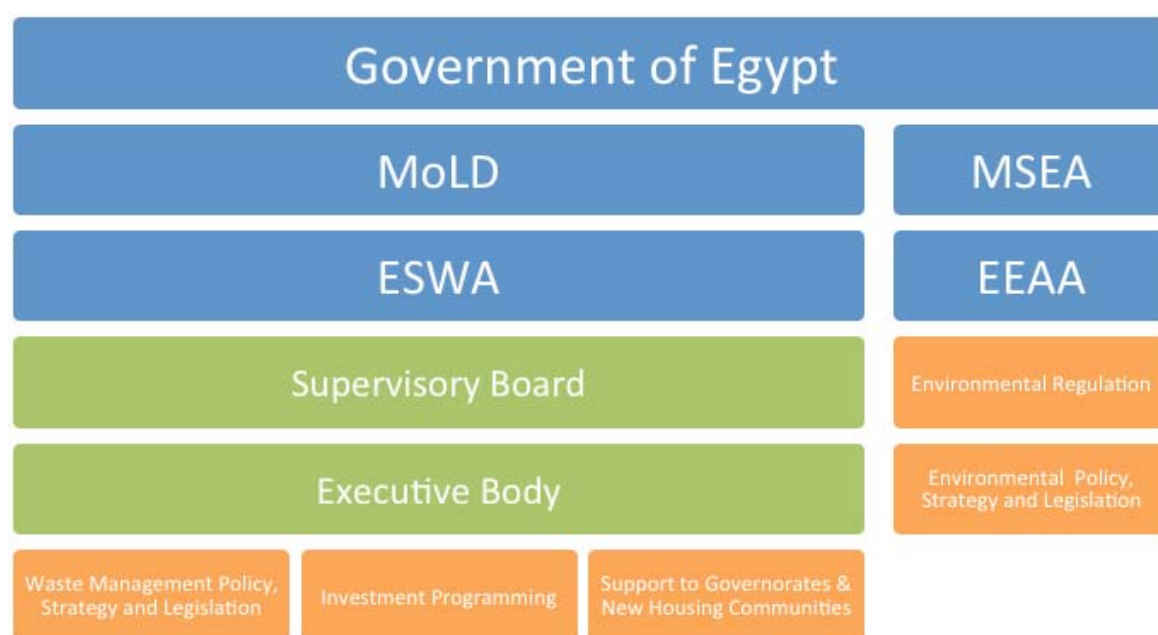 Government of Egypt
MoLD
MSEA
ESWA
EEAA
Supervisory Board
Environmental Regulation
Executive Body
Environmental Policy,
Strategy and Legislation
Waste Management Policy,
Strategy and Legislation
Investment Programming
Support to Governorates &
New Housing Communities